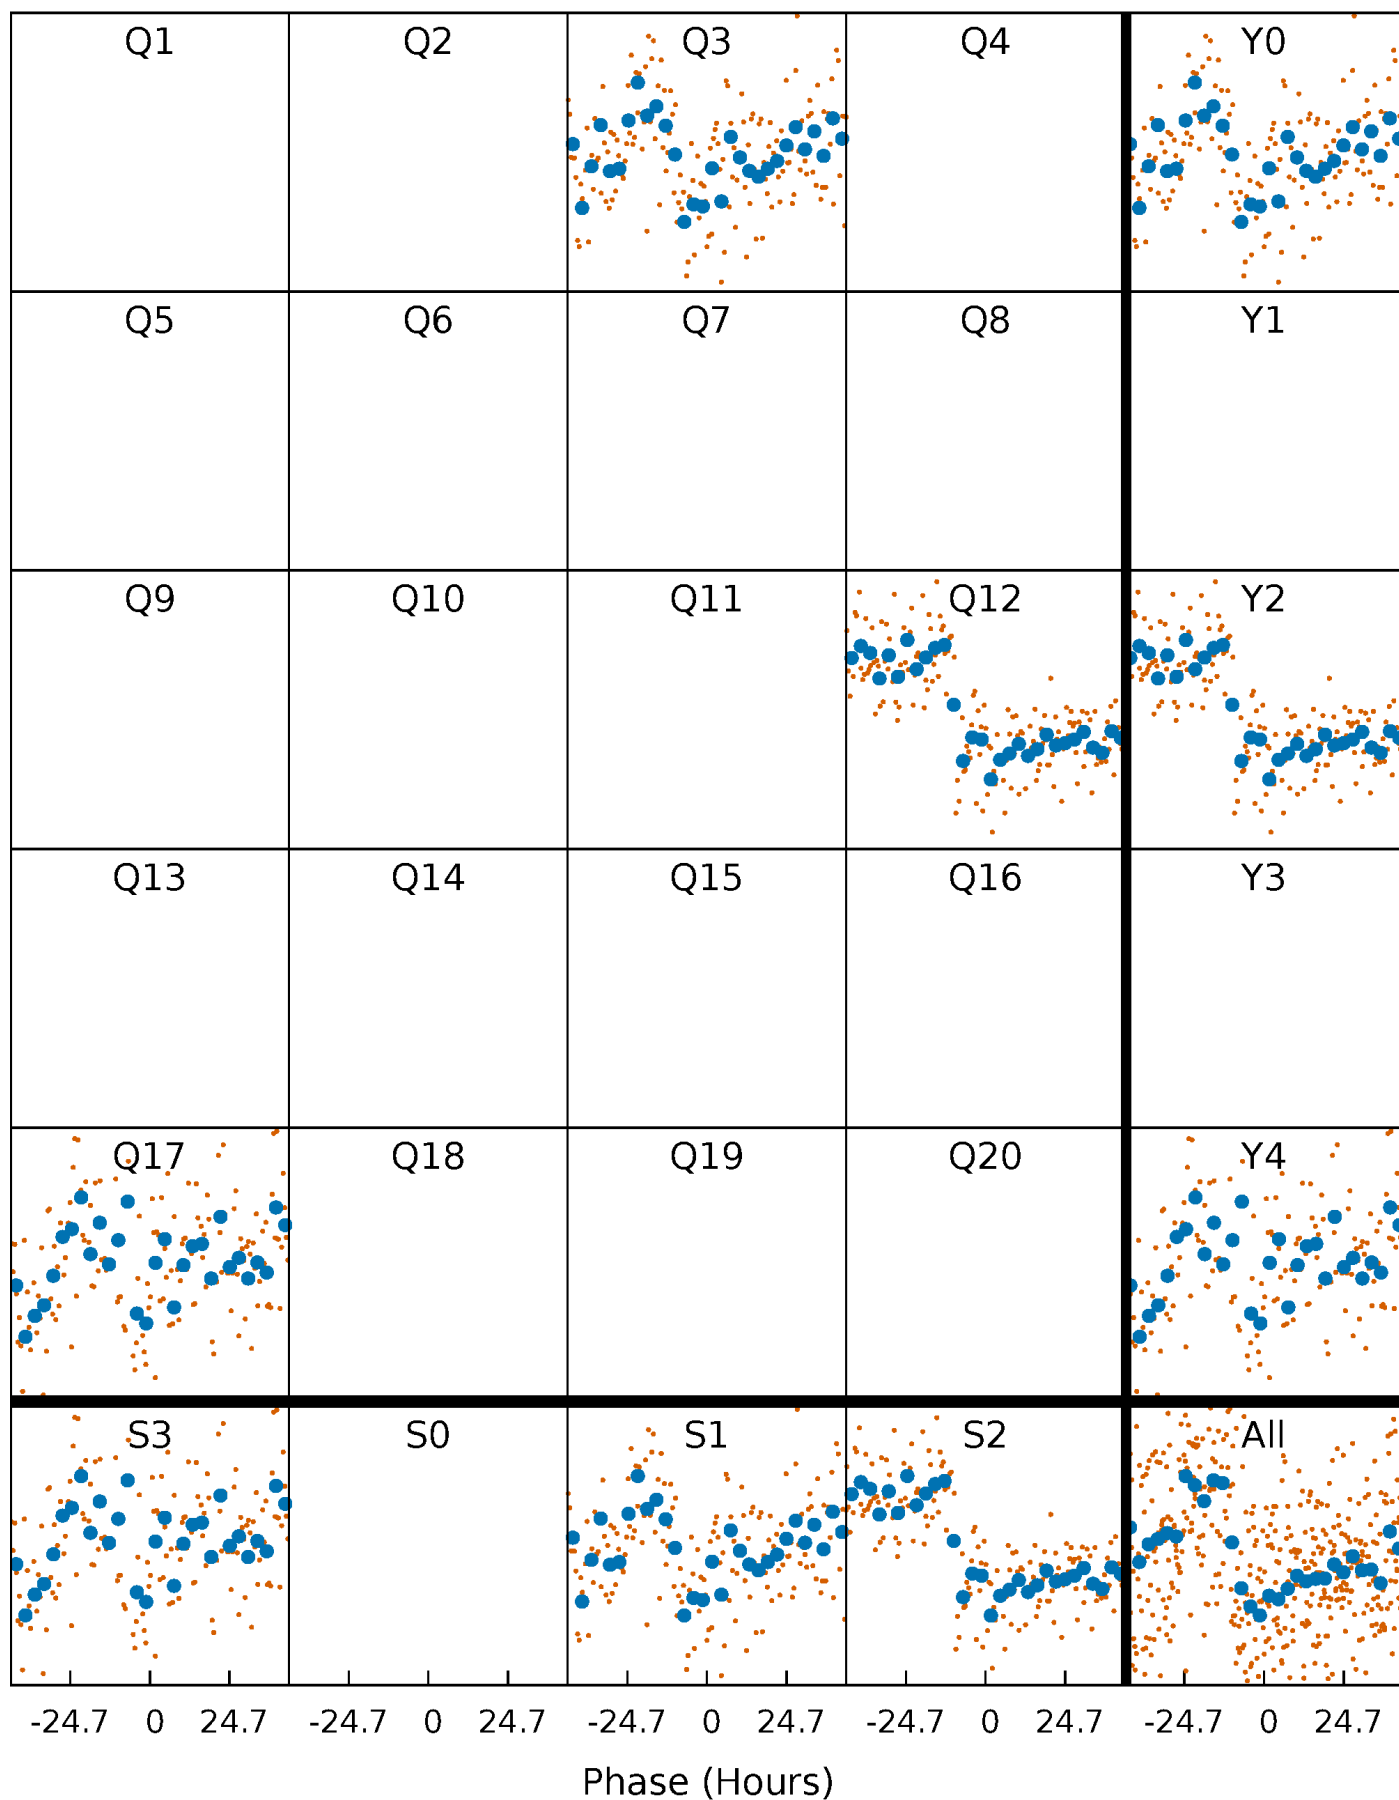 Q1 Q2 Q3 Q4 Y0
Q5 Q6 Q7 Q8 Y1
Q9 Q10 Q11 Q12 Y2
Q13 Q14 Q15 Q16 Y3
Q17 Q18 Q19 Q20 Y4
S3 S0 S1 S2 All
-24.7 0 24.7 -24.7 0 24.7 -24.7 0 24.7 -24.7 0 24.7 -24.7 0 24.7
Phase (Hours)